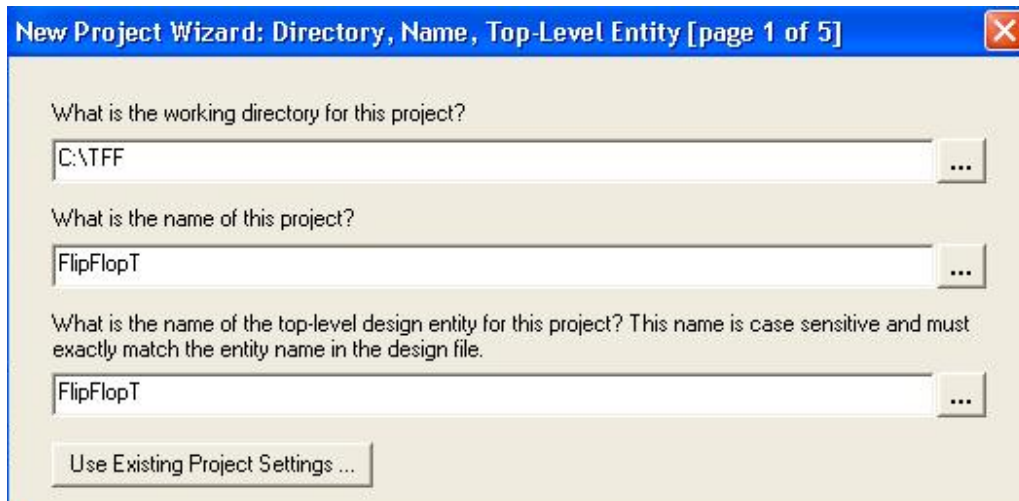 New Project Wizard: Directory, Name, Top-Level Entity [page 1 of 5]
What is the working directory for this project?
C:\TFF
...
What is the name of this project?
FlipFlopT
...
What is the name of the top-level design entity for this project? This name is case sensitive and must
exactly match the entity name in the design file.
FlipFlopT
...
Use Existing Project Settings ...